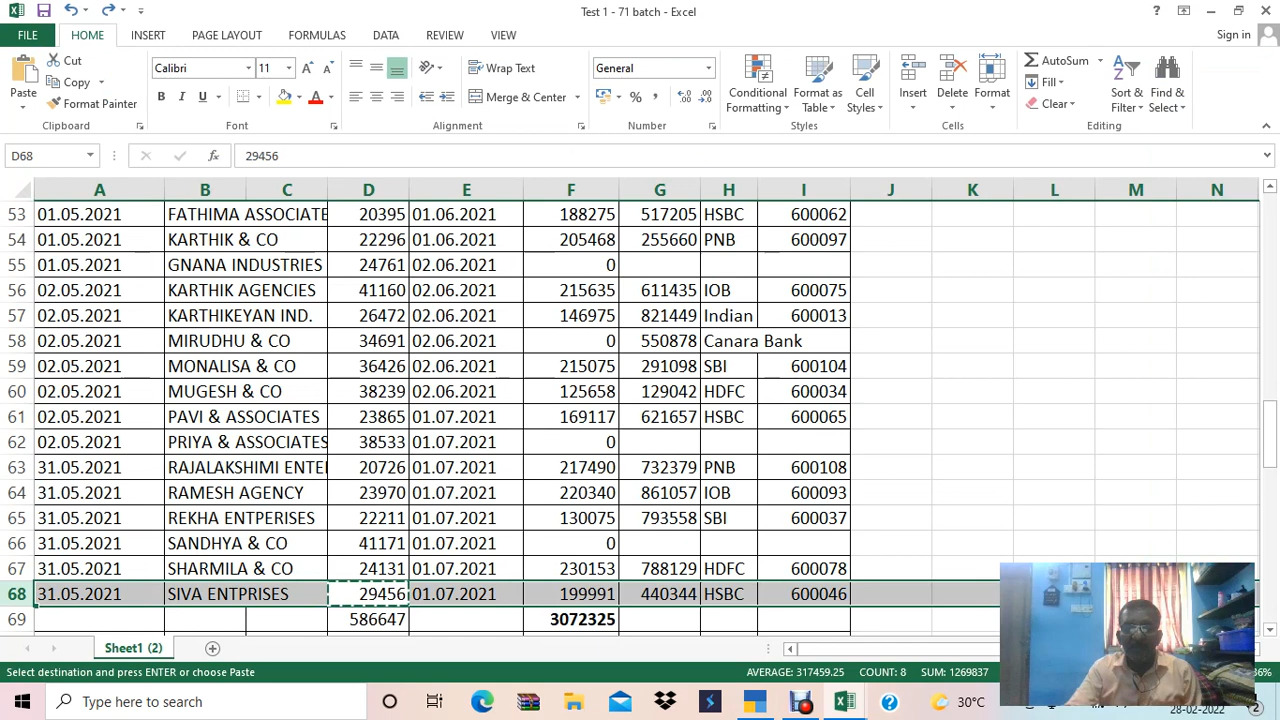 Test 1 - 71 batch - Excel
?
FILE HOME INSERT PAGE LAYOUT FORMULAS DATA REVIEW VIEW Sign in
Cut
Copy
Format Painter
Paste
Clipboard
Calibri 11
B I U
Font
Wrap Text
Merge & Center
Alignment
General
%
Number
Conditional Formatting
Format as Table
Cell Styles
Styles
Insert Delete Format
Cells
AutoSum
Fill
Clear
Sort & Filter
Find & Select
Editing
D68 fx 29456
A B C D E F G H I J K L M N
53 01.05.2021 FATHIMA ASSOCIATE 20395 01.06.2021 188275 517205 HSBC 600062
54 01.05.2021 KARTHIK & CO 22296 01.06.2021 205468 255660 PNB 600097
55 01.05.2021 GNANA INDUSTRIES 24761 02.06.2021 0
56 02.05.2021 KARTHIK AGENCIES 41160 02.06.2021 215635 611435 IOB 600075
57 02.05.2021 KARTHIKEYAN IND. 26472 02.06.2021 146975 821449 Indian 600013
58 02.05.2021 MIRUDHU & CO 34691 02.06.2021 0 550878 Canara Bank
59 02.05.2021 MONALISA & CO 36426 02.06.2021 215075 291098 SBI 600104
60 02.05.2021 MUGESH & CO 38239 02.06.2021 125658 129042 HDFC 600034
61 02.05.2021 PAVI & ASSOCIATES 23865 01.07.2021 169117 621657 HSBC 600065
62 02.05.2021 PRIYA & ASSOCIATES 38533 01.07.2021 0
63 31.05.2021 RAJALAKSHIMI ENTER 20726 01.07.2021 217490 732379 PNB 600108
64 31.05.2021 RAMESH AGENCY 23970 01.07.2021 220340 861057 IOB 600093
65 31.05.2021 REKHA ENTPERISES 22211 01.07.2021 130075 793558 SBI 600037
66 31.05.2021 SANDHYA & CO 41171 01.07.2021 0
67 31.05.2021 SHARMILA & CO 24131 01.07.2021 230153 788129 HDFC 600078
68 31.05.2021 SIVA ENTPRISES 29456 01.07.2021 199991 440344 HSBC 600046
69 586647 3072325
Sheet1 (2)
Select destination and press ENTER or choose Paste AVERAGE: 317459.25 COUNT: 8 SUM: 1269837
Type here to search 30°C
28-02-2022 2